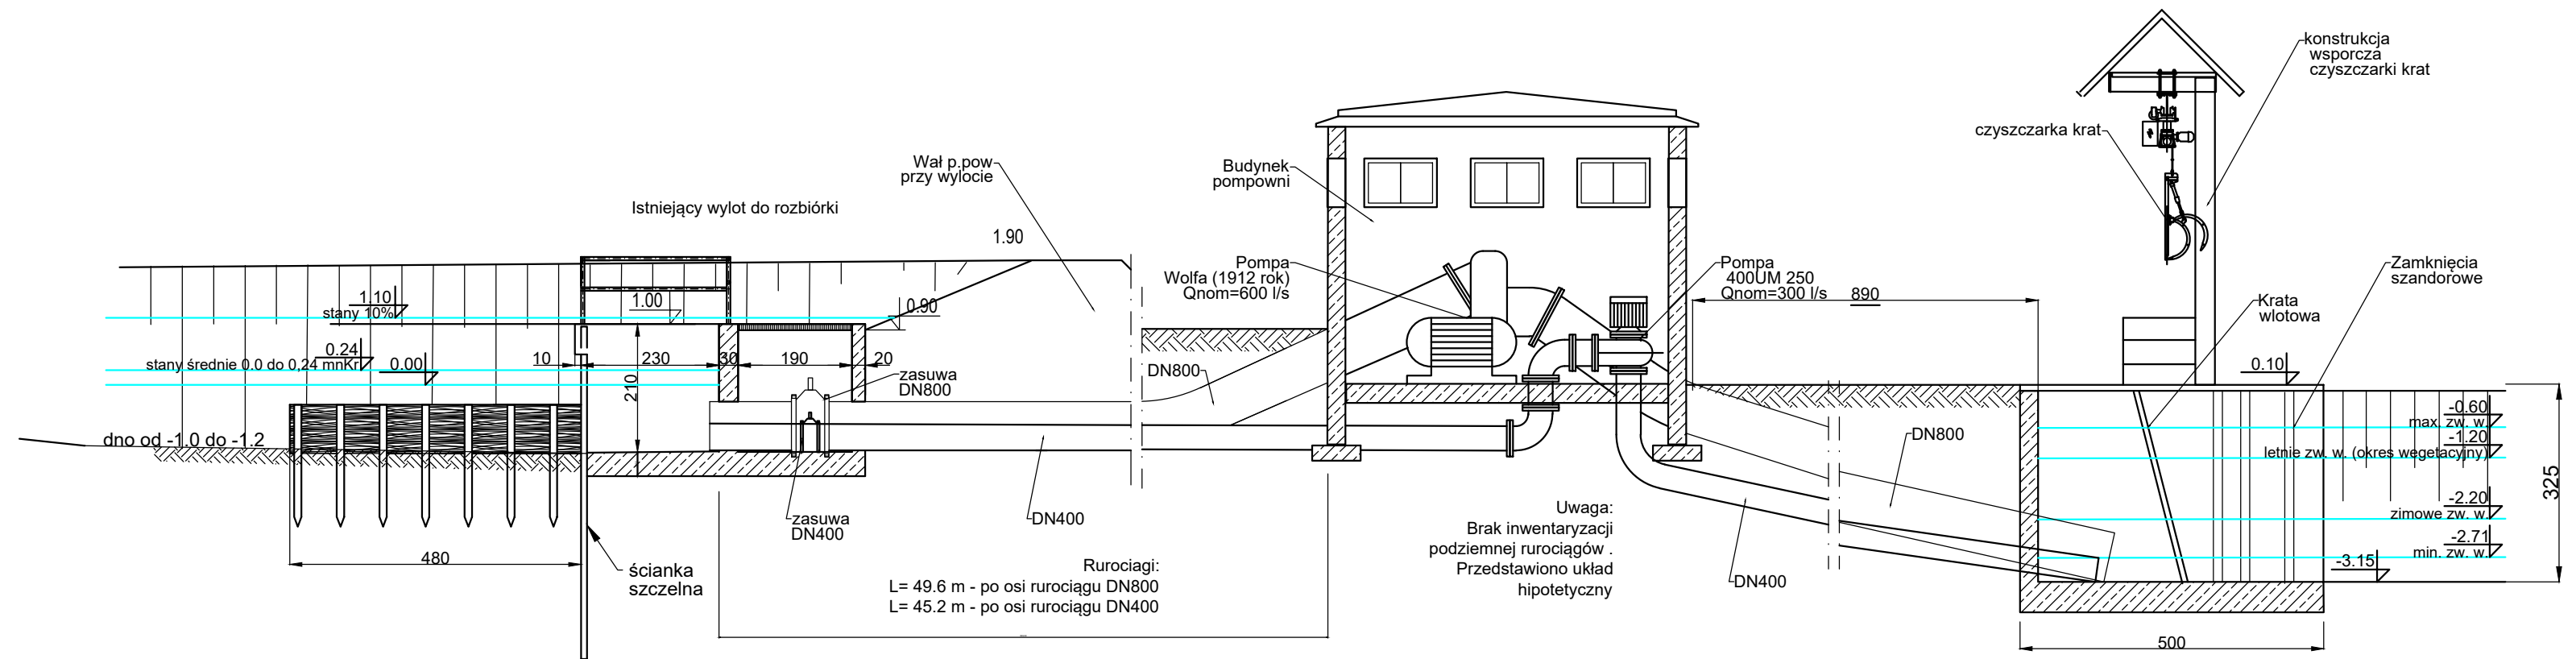 konstrukcja
wsporcza
czyszczarki krat
czyszczarka krat
Wał p.pow
przy wylocie
Budynek
pompowni
Istniejący wylot do rozbiórki
1.90
Pompa
Wolfa (1912 rok)
Qnom=600 l/s
Pompa
400UM 250
Qnom=300 l/s
890
Zamknięcia
szandorowe
Krata
wlotowa
1.10
stany 10%
1.00
0.90
0.24
stany średnie 0.0 do 0,24 mnKr
0.00
10
230
30
190
20
210
zasuwa
DN800
DN800
0.10
-0.60
max. zw. w.
-1.20
letnie zw. w. (okres wegetacyjny)
-2.20
zimowe zw. w.
-2.71
min. zw. w.
-3.15
325
dno od -1.0 do -1.2
DN800
zasuwa
DN400
DN400
Uwaga:
Brak inwentaryzacji
podziemnej rurociągów .
Przedstawiono układ
hipotetyczny
DN400
480
ścianka
szczelna
Rurociagi:
L= 49.6 m - po osi rurociągu DN800
L= 45.2 m - po osi rurociągu DN400
500